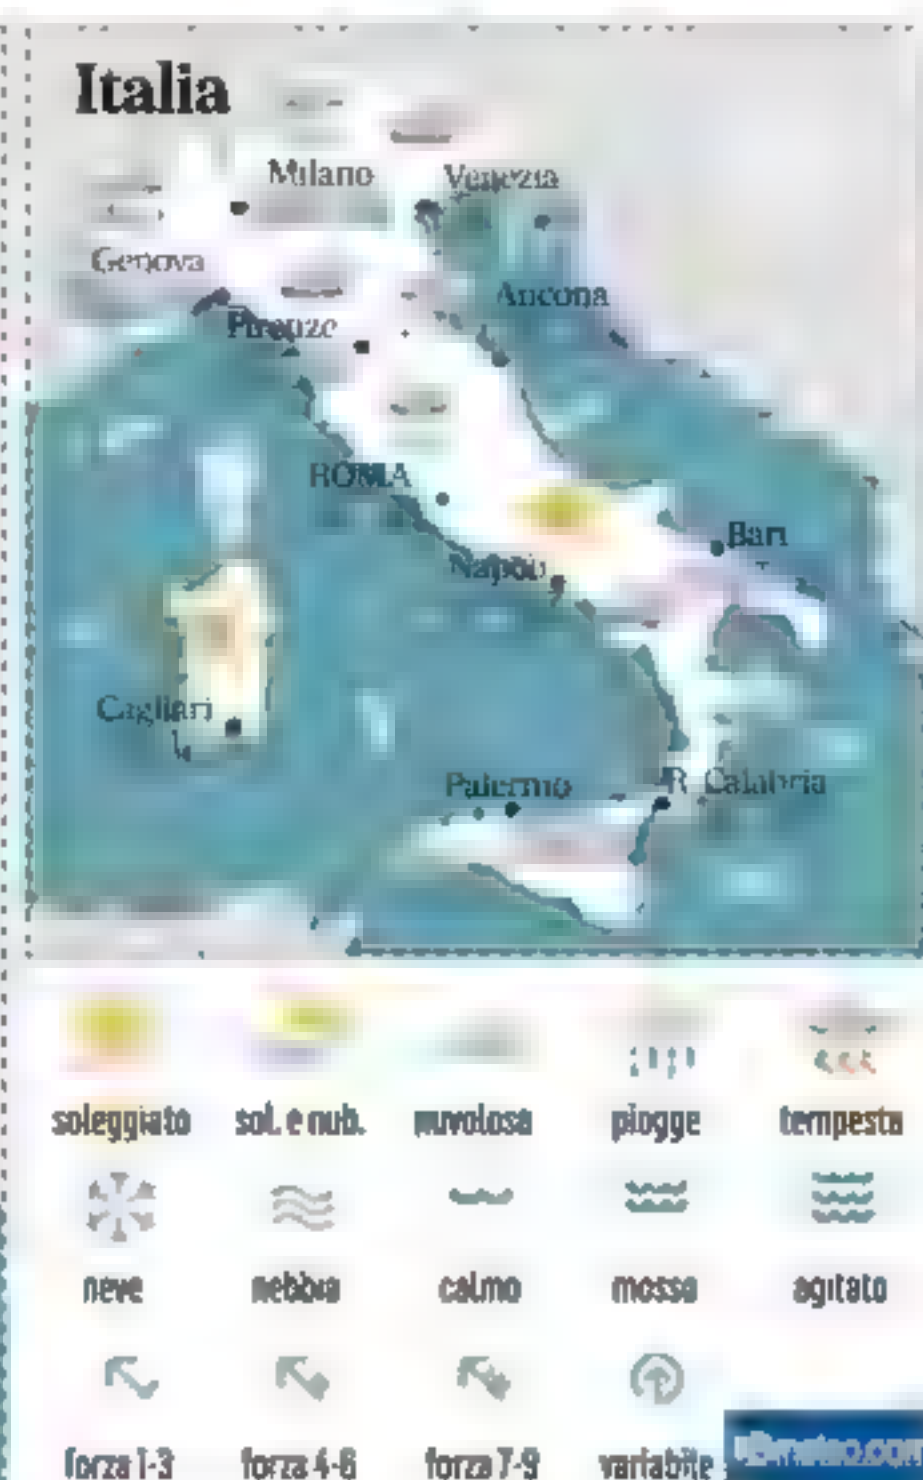 Italia
Milano Venezia
Genova
Ancona
Firenze
ROMA
Bari
Napoli
Cagliari
Palermo R. Calabria
soleggiato sol. e nub. nuvoloso piogge tempesta
neve nebbia calmo mosso agitato
forza 1-3 forza 4-6 forza 7-9 variabile